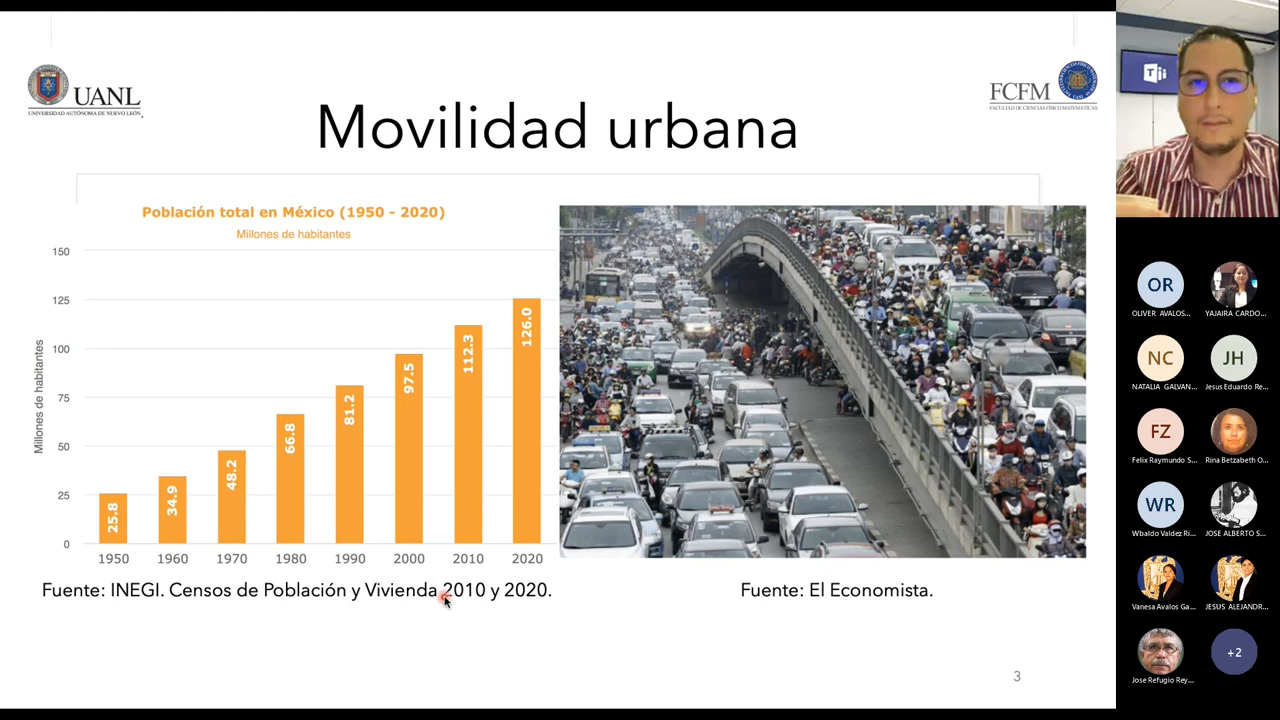 UANL
UNIVERSIDAD AUTÓNOMA DE NUEVO LEÓN
FCFM
FACULTAD DE CIENCIAS FÍSICO MATEMÁTICAS
Movilidad urbana
Población total en México (1950 - 2020)
Millones de habitantes
Millones de habitantes
150
125
100
75
50
25
0
25.8
34.9
48.2
66.8
81.2
97.5
112.3
126.0
1950 1960 1970 1980 1990 2000 2010 2020
Fuente: INEGI. Censos de Población y Vivienda 2010 y 2020.
Fuente: El Economista.
3
OR
OLIVER AVALOS...
YAJAIRA CARDO...
NC
NATALIA GALVAN...
JH
Jesus Eduardo Re...
FZ
Felix Raymundo S...
Rina Betzabeth O...
WR
Wbaldo Valdez Ri...
JOSE ALBERTO S...
Vanesa Avalos Ga...
JESUS ALEJANDR...
Jose Refugio Rey...
+2